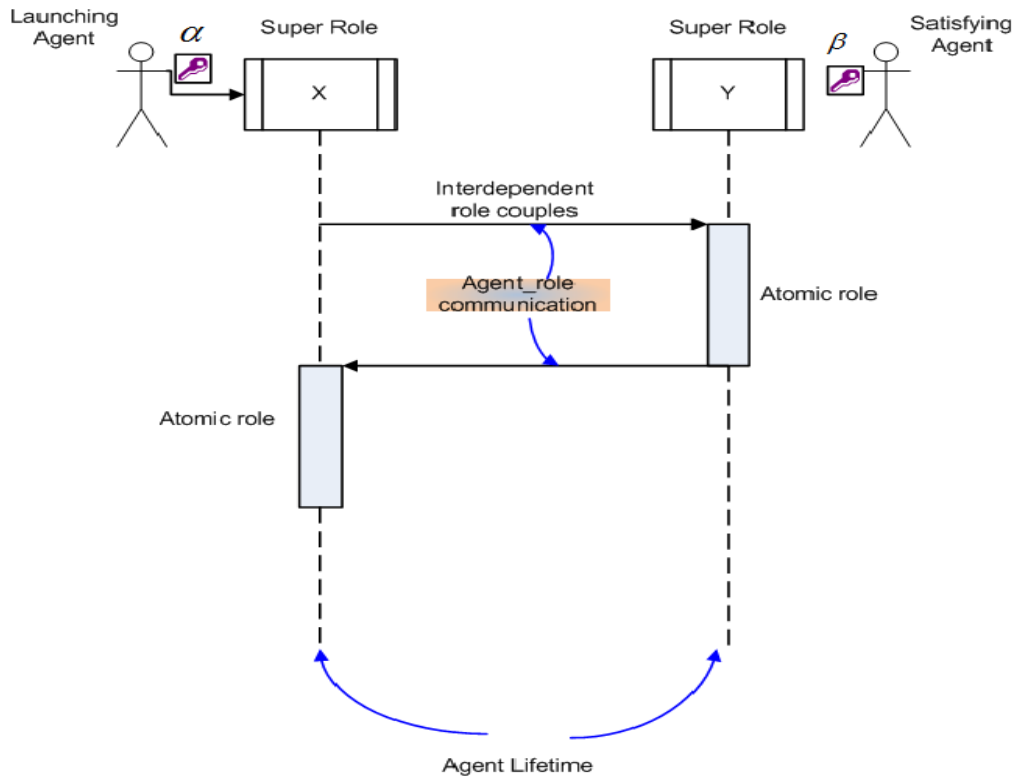 Launching
Agent
α
Super Role
X
Super Role
Y
β
Satisfying
Agent
Interdependent
role couples
Agent_role
communication
Atomic role
Atomic role
Agent Lifetime